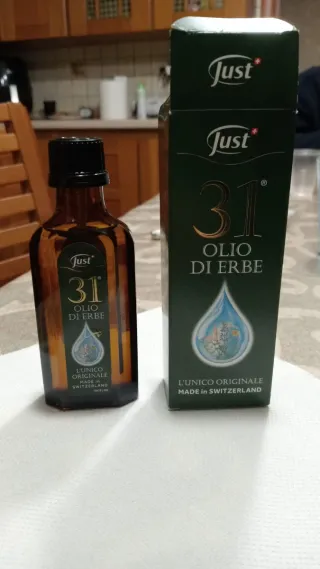 Just
31®
OLIO
DI ERBE
L'UNICO
ORIGINALE
MADE in
SWITZERLAND
Just
Just
31®
OLIO
DI ERBE
L'UNICO ORIGINALE
MADE in SWITZERLAND